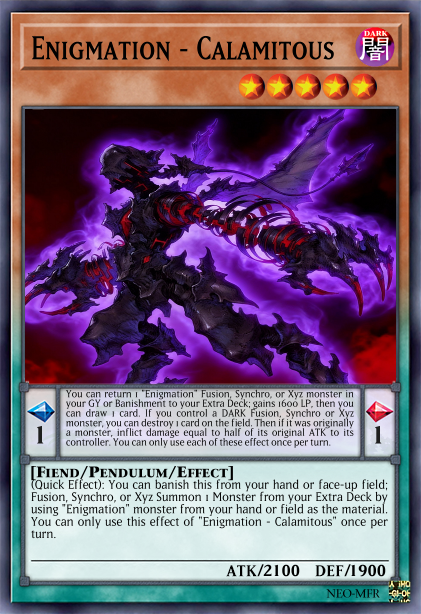 Enigmation - Calamitous
DARK
闇
You can return 1 "Enigmation" Fusion, Synchro, or Xyz monster in
your GY or Banishment to your Extra Deck; gains 1600 LP, then you
can draw 1 card. If you control a DARK Fusion, Synchro or Xyz
monster, you can destroy 1 card on the field. Then if it was originally
a monster, inflict damage equal to half of its original ATK to its
controller. You can only use each of these effect once per turn.
1
1
[Fiend/Pendulum/Effect]
(Quick Effect): You can banish this from your hand or face-up field;
Fusion, Synchro, or Xyz Summon 1 Monster from your Extra Deck by
using "Enigmation" monster from your hand or field as the material.
You can only use this effect of "Enigmation - Calamitous" once per
turn.
ATK/2100 DEF/1900
NEO-MFR